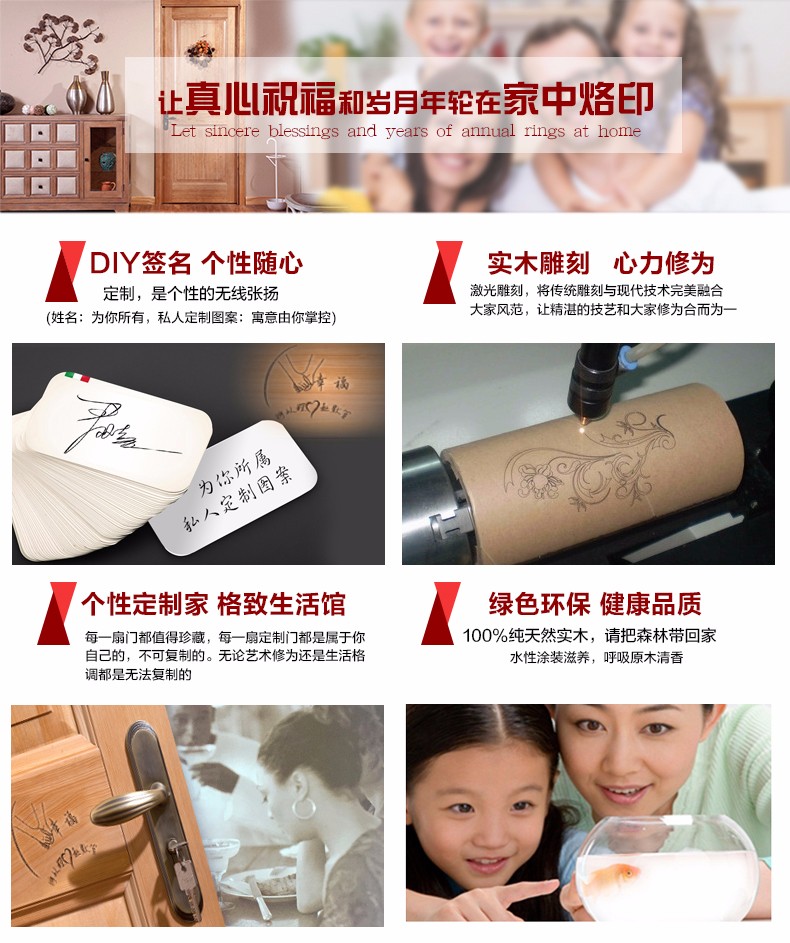 让真心祝福和岁月年轮在家中烙印
Let sincere blessings and years of annual rings at home
DIY签名 个性随心
定制，是个性的无线张扬
(姓名：为你所有，私人定制图案：寓意由你掌控)
实木雕刻 心力修为
激光雕刻，将传统雕刻与现代技术完美融合
大家风范，让精湛的技艺和大家修为合而为一
幸福
为你所属
私人定制图案
个性定制家 格致生活馆
每一扇门都值得珍藏，每一扇定制门都是属于你
自己的，不可复制的。无论艺术修为还是生活格
调都是无法复制的
绿色环保 健康品质
100%纯天然实木，请把森林带回家
水性涂装滋养，呼吸原木清香
幸福